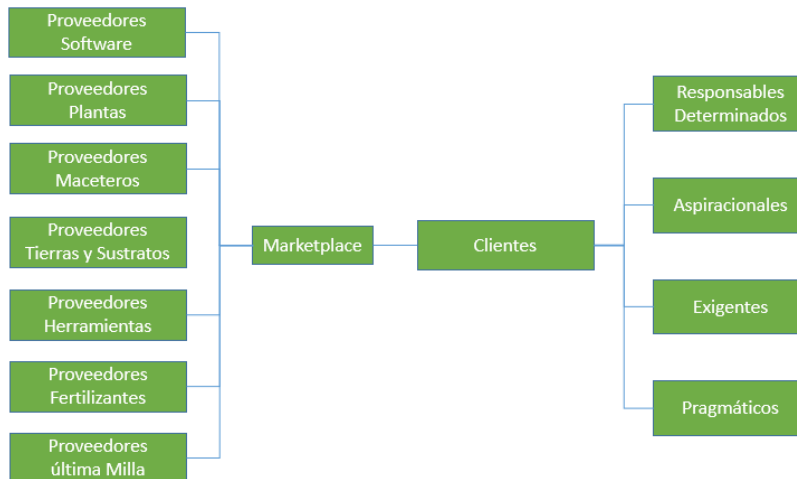 Proveedores
Software
Proveedores
Plantas
Proveedores
Maceteros
Proveedores
Tierras y Sustratos
Proveedores
Herramientas
Proveedores
Fertilizantes
Proveedores
última Milla
Marketplace
Clientes
Responsables
Determinados
Aspiracionales
Exigentes
Pragmáticos